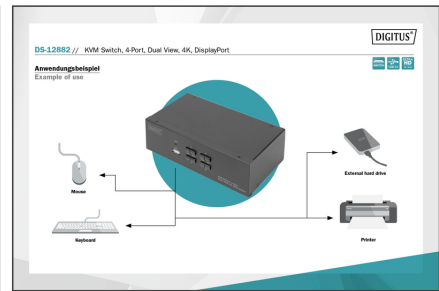 DIGITUS®
DS-12882 // KVM Switch, 4-Port, Dual View, 4K, DisplayPort
Anwendungsbeispiel
Example of use
Mouse
External hard drive
Keyboard
Printer